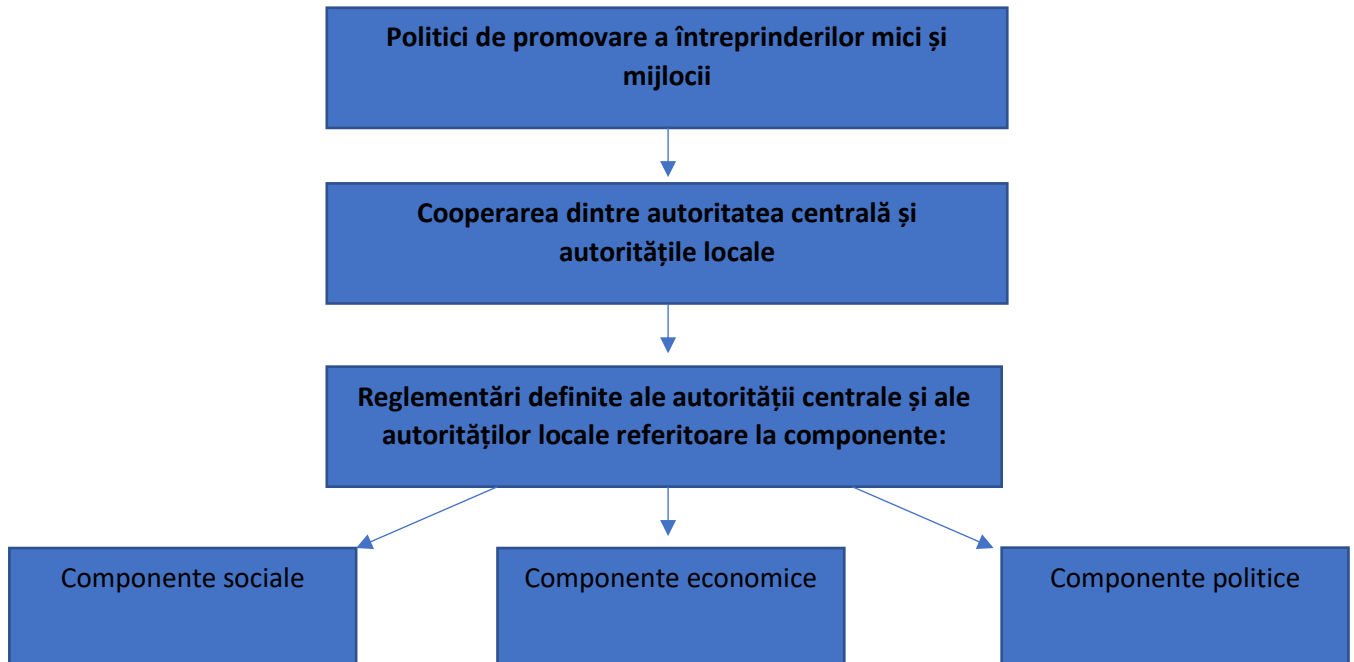 Politici de promovare a întreprinderilor mici și
mijlocii
Cooperarea dintre autoritatea centrală și
autoritățile locale
Reglementări definite ale autorității centrale și ale
autorităților locale referitoare la componente:
Componente sociale
Componente economice
Componente politice